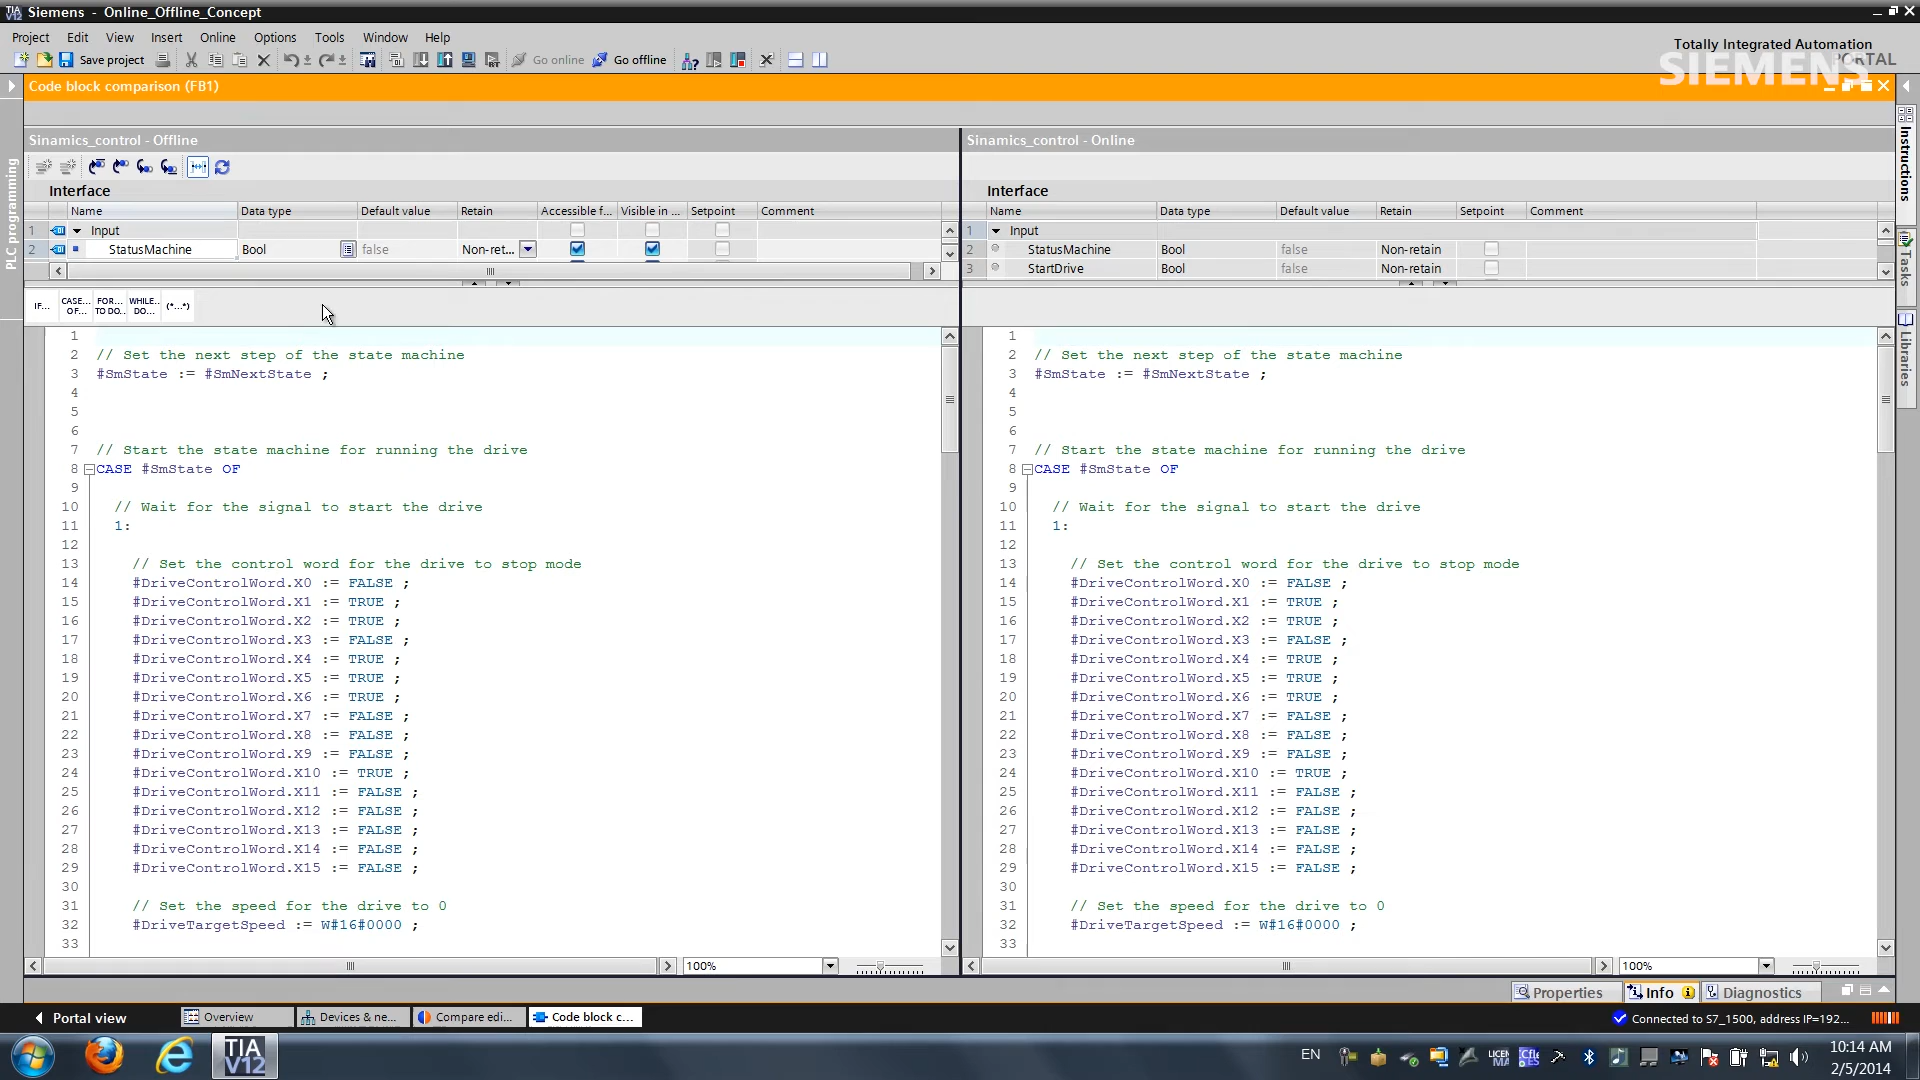 Siemens - Online_Offline_Concept
Project Edit View Insert Online Options Tools Window Help
Totally Integrated Automation
PORTAL
SIEMENS
Save project Go online Go offline
Code block comparison (FB1)
Sinamics_control - Offline
Interface
Name Data type Default value Retain Accessible f... Visible in ... Setpoint Comment
1 Input
2 StatusMachine Bool false Non-ret...
IF... CASE... OF... FOR... TO DO.. WHILE.. DO... (*...*)
1
2 // Set the next step of the state machine
3 #SmState := #SmNextState ;
4
5
6
7 // Start the state machine for running the drive
8 CASE #SmState OF
9
10 // Wait for the signal to start the drive
11 1:
12
13 // Set the control word for the drive to stop mode
14 #DriveControlWord.X0 := FALSE ;
15 #DriveControlWord.X1 := TRUE ;
16 #DriveControlWord.X2 := TRUE ;
17 #DriveControlWord.X3 := FALSE ;
18 #DriveControlWord.X4 := TRUE ;
19 #DriveControlWord.X5 := TRUE ;
20 #DriveControlWord.X6 := TRUE ;
21 #DriveControlWord.X7 := FALSE ;
22 #DriveControlWord.X8 := FALSE ;
23 #DriveControlWord.X9 := FALSE ;
24 #DriveControlWord.X10 := TRUE ;
25 #DriveControlWord.X11 := FALSE ;
26 #DriveControlWord.X12 := FALSE ;
27 #DriveControlWord.X13 := FALSE ;
28 #DriveControlWord.X14 := FALSE ;
29 #DriveControlWord.X15 := FALSE ;
30
31 // Set the speed for the drive to 0
32 #DriveTargetSpeed := W#16#0000 ;
33
100%
Sinamics_control - Online
Interface
Name Data type Default value Retain Setpoint Comment
1 Input
2 StatusMachine Bool false Non-retain
3 StartDrive Bool false Non-retain
1
2 // Set the next step of the state machine
3 #SmState := #SmNextState ;
4
5
6
7 // Start the state machine for running the drive
8 CASE #SmState OF
9
10 // Wait for the signal to start the drive
11 1:
12
13 // Set the control word for the drive to stop mode
14 #DriveControlWord.X0 := FALSE ;
15 #DriveControlWord.X1 := TRUE ;
16 #DriveControlWord.X2 := TRUE ;
17 #DriveControlWord.X3 := FALSE ;
18 #DriveControlWord.X4 := TRUE ;
19 #DriveControlWord.X5 := TRUE ;
20 #DriveControlWord.X6 := TRUE ;
21 #DriveControlWord.X7 := FALSE ;
22 #DriveControlWord.X8 := FALSE ;
23 #DriveControlWord.X9 := FALSE ;
24 #DriveControlWord.X10 := TRUE ;
25 #DriveControlWord.X11 := FALSE ;
26 #DriveControlWord.X12 := FALSE ;
27 #DriveControlWord.X13 := FALSE ;
28 #DriveControlWord.X14 := FALSE ;
29 #DriveControlWord.X15 := FALSE ;
30
31 // Set the speed for the drive to 0
32 #DriveTargetSpeed := W#16#0000 ;
33
100%
PLC programming
Instructions
Tasks
Libraries
Properties Info Diagnostics
Portal view Overview Devices & ne... Compare edi... Code block c...
Connected to S7_1500, address IP=192...
TIA
V12
EN
10:14 AM
2/5/2014